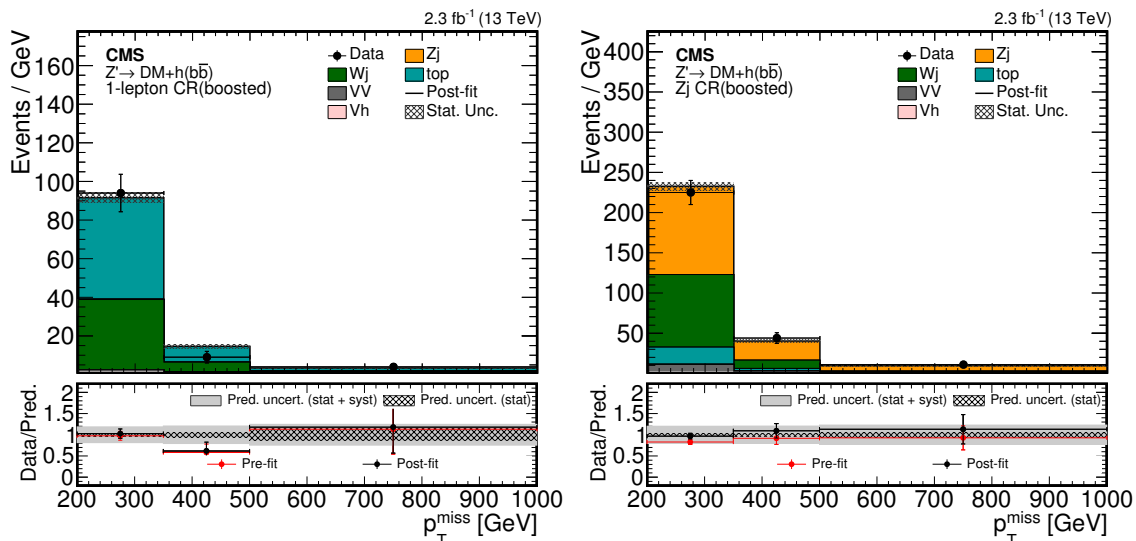 2.3 fb⁻¹ (13 TeV)
CMS
Z'→ DM+h(bb̅)
1-lepton CR(boosted)
Data
Zj
Wj
top
VV
Post-fit
Vh
Stat. Unc.
Events / GeV
160
140
120
100
80
60
40
20
Pred. uncert. (stat + syst)
Pred. uncert. (stat)
Data/Pred.
2
1.5
1
0.5
0
Pre-fit
Post-fit
200 300 400 500 600 700 800 900 1000
p_T^miss [GeV]
2.3 fb⁻¹ (13 TeV)
CMS
Z'→ DM+h(bb̅)
Zj CR(boosted)
Data
Zj
Wj
top
VV
Post-fit
Vh
Stat. Unc.
Events / GeV
400
350
300
250
200
150
100
50
Pred. uncert. (stat + syst)
Pred. uncert. (stat)
Data/Pred.
2
1.5
1
0.5
0
Pre-fit
Post-fit
200 300 400 500 600 700 800 900 1000
p_T^miss [GeV]